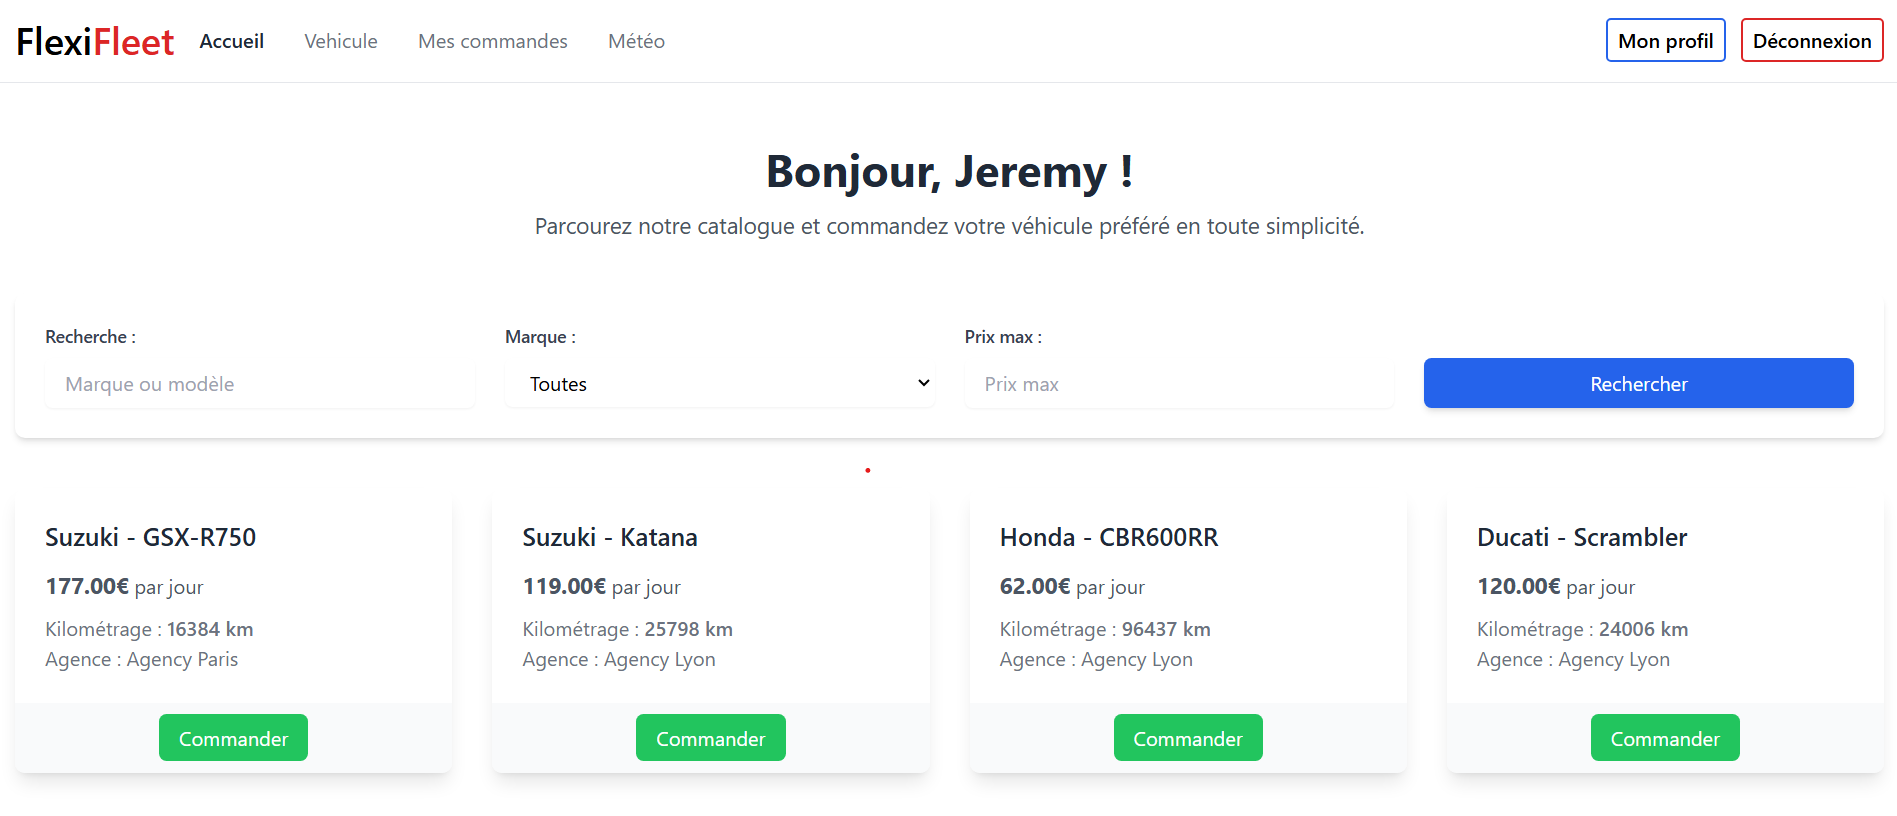 FlexiFleet Accueil Vehicule Mes commandes Météo Mon profil Déconnexion
Bonjour, Jeremy !
Parcourez notre catalogue et commandez votre véhicule préféré en toute simplicité.
Recherche : Marque : Prix max :
Marque ou modèle Toutes Prix max Rechercher
Suzuki - GSX-R750
177.00€ par jour
Kilométrage : 16384 km
Agence : Agency Paris
Commander
Suzuki - Katana
119.00€ par jour
Kilométrage : 25798 km
Agence : Agency Lyon
Commander
Honda - CBR600RR
62.00€ par jour
Kilométrage : 96437 km
Agence : Agency Lyon
Commander
Ducati - Scrambler
120.00€ par jour
Kilométrage : 24006 km
Agence : Agency Lyon
Commander